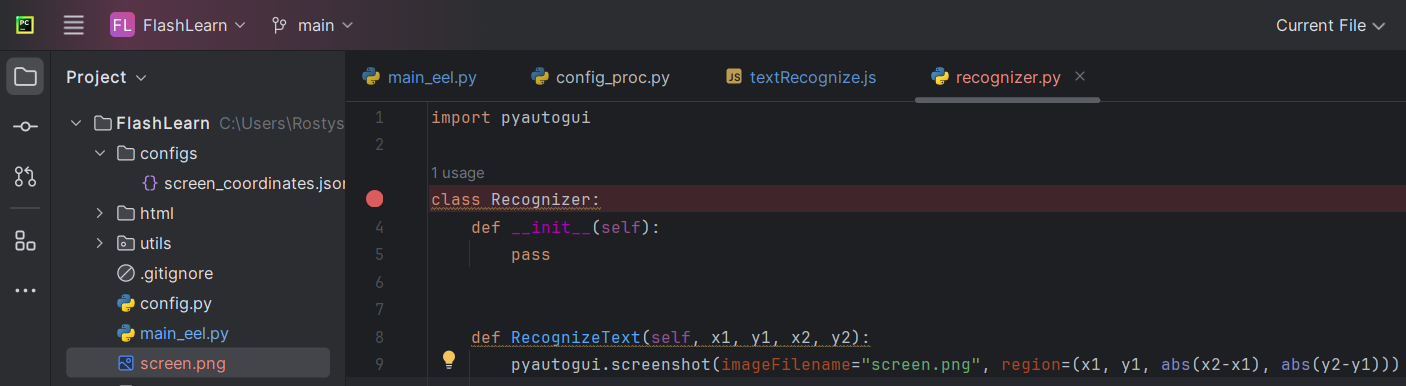 PC FL FlashLearn main Current File
Project main_eel.py config_proc.py JS textRecognize.js recognizer.py
FlashLearn C:\Users\Rostys
configs
screen_coordinates.json
html
utils
.gitignore
config.py
main_eel.py
screen.png
1 import pyautogui
2
1 usage
class Recognizer:
4 def __init__(self):
5 pass
6
7
8 def RecognizeText(self, x1, y1, x2, y2):
9 pyautogui.screenshot(imageFilename="screen.png", region=(x1, y1, abs(x2-x1), abs(y2-y1)))